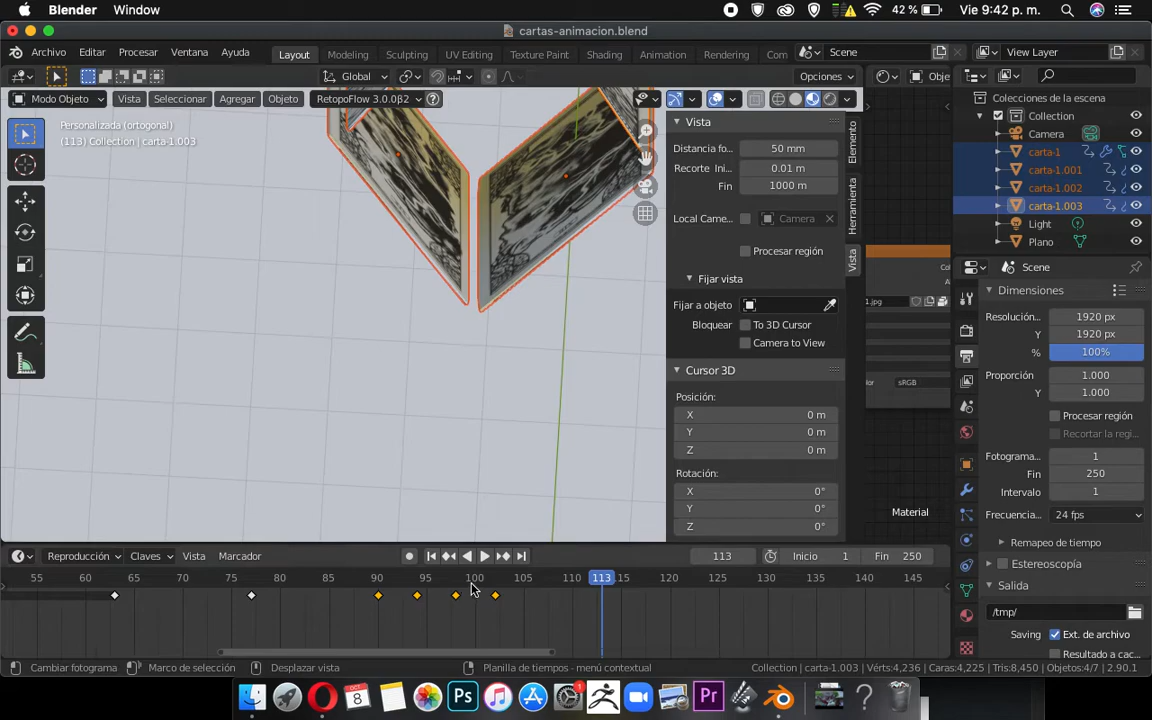 Blender Window 42 % Vie 9:42 p. m.
cartas-animacion.blend
Archivo Editar Procesar Ventana Ayuda Layout Modeling Sculpting UV Editing Texture Paint Shading Animation Rendering Com Scene View Layer
Global Opciones Obje
Modo Objeto Vista Seleccionar Agregar Objeto RetopoFlow 3.0.0β2
Personalizada (ortogonal)
(113) Collection | carta-1.003
Vista
Distancia fo... 50 mm
Recorte Ini... 0.01 m
Fin 1000 m
Local Came... Camera
Procesar región
Fijar vista
Fijar a objeto
Bloquear To 3D Cursor
Camera to View
Cursor 3D
Posición:
X 0 m
Y 0 m
Z 0 m
Rotación:
X 0°
Y 0°
Z 0°
Elemento
Herramienta
Vista
1.jpg
sRGB
Material
Colecciones de la escena
Collection
Camera
carta-1
carta-1.001
carta-1.002
carta-1.003
Light
Plano
Scene
Dimensiones
Resolución... 1920 px
Y 1920 px
% 100%
Proporción 1.000
Y 1.000
Procesar región
Recortar la regi...
Fotograma... 1
Fin 250
Intervalo 1
Frecuencia... 24 fps
Remapeo de tiempo
Estereoscopía
Salida
/tmp/
Saving Ext. de archivo
Resultado a cac...
Reproducción Claves Vista Marcador 113 Inicio 1 Fin 250
55 60 65 70 75 80 85 90 95 100 105 110 113 115 120 125 130 135 140 145
Cambiar fotograma Marco de selección Desplazar vista Planilla de tiempos - menú contextual Collection | carta-1.003 | Vérts:4,236 | Caras:4,225 | Tris:8,450 | Objetos:4/7 | 2.90.1
OCT
8
1
Ps
Pr